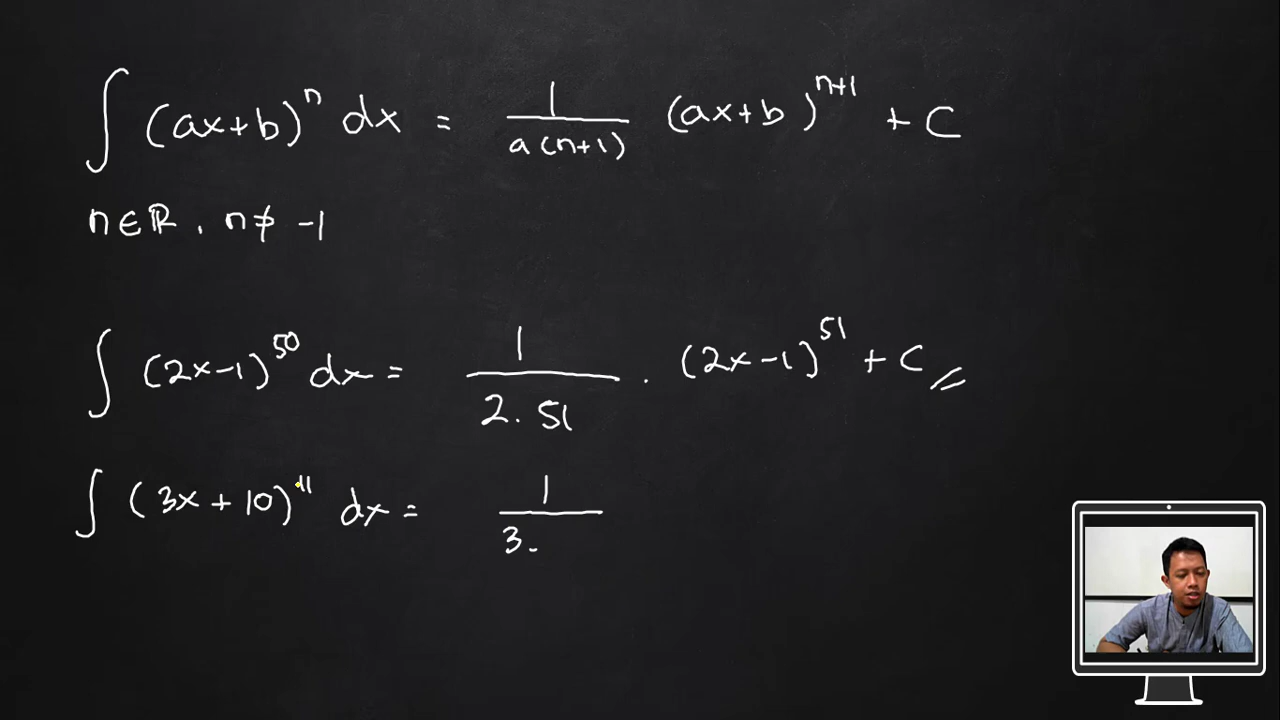 ∫ (ax+b)ⁿ dx = 1/a(n+1) (ax+b)ⁿ⁺¹ + C
n∈ℝ, n≠ -1
∫ (2x-1)⁵⁰ dx = 1/2.51 . (2x-1)⁵¹ + C
∫ (3x+10)¹¹ dx = 1/3.